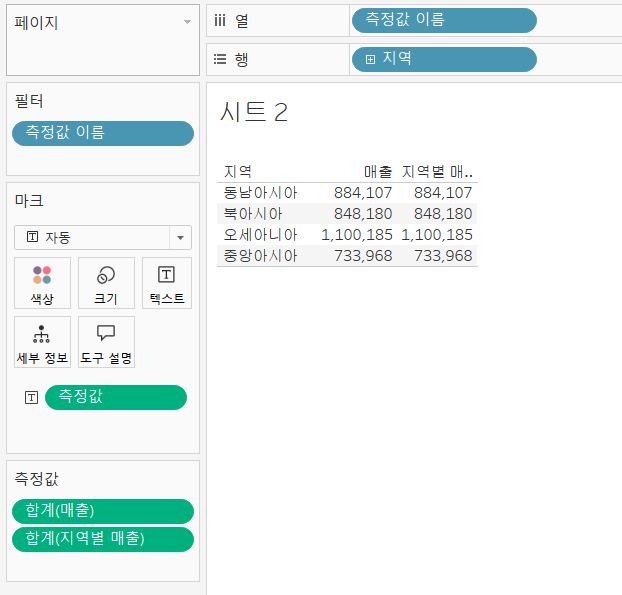 페이지
열
측정값 이름
행
지역
필터
측정값 이름
마크
자동
색상
크기
텍스트
세부 정보
도구 설명
측정값
측정값
합계(매출)
합계(지역별 매출)
시트 2
지역 매출 지역별 매..
동남아시아 884,107 884,107
북아시아 848,180 848,180
오세아니아 1,100,185 1,100,185
중앙아시아 733,968 733,968